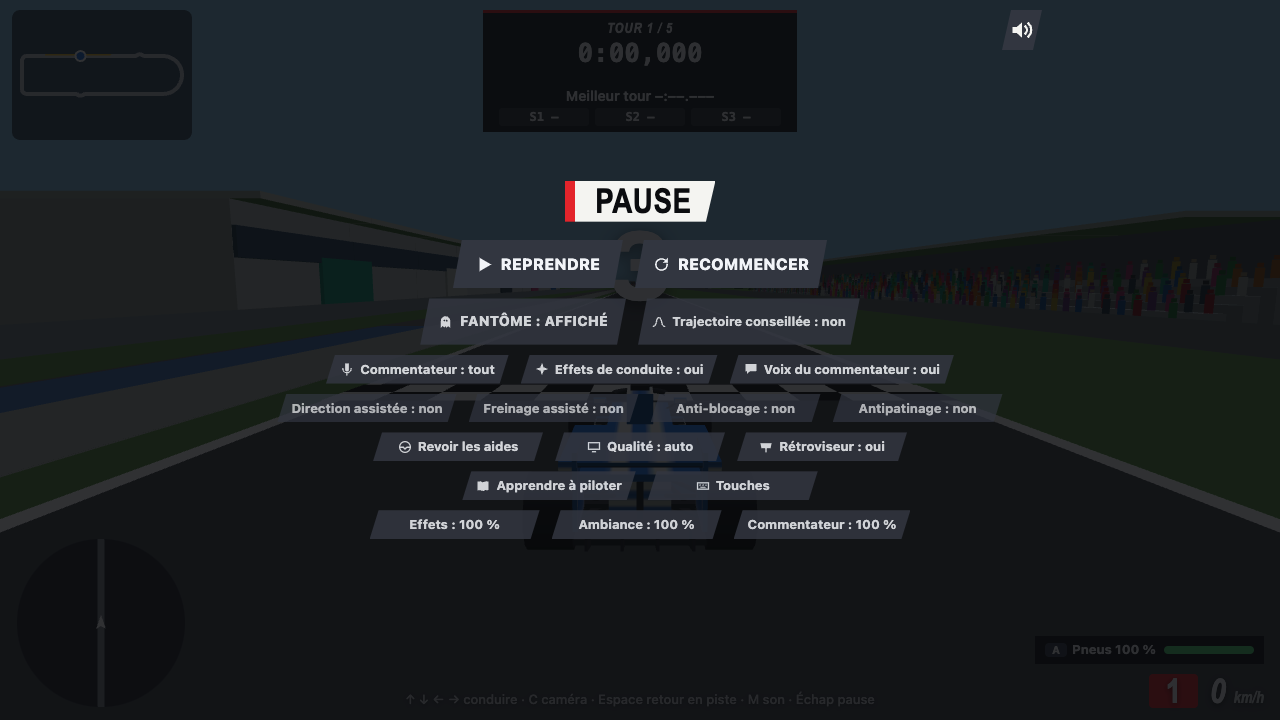 TOUR 1 / 5
0:00,000
Meilleur tour –:––.–––
S1 – S2 – S3 –
PAUSE
3
REPRENDRE RECOMMENCER
FANTÔME : AFFICHÉ Trajectoire conseillée : non
Commentateur : tout Effets de conduite : oui Voix du commentateur : oui
Direction assistée : non Freinage assisté : non Anti-blocage : non Antipatinage : non
Revoir les aides Qualité : auto Rétroviseur : oui
Apprendre à piloter Touches
Effets : 100 % Ambiance : 100 % Commentateur : 100 %
A Pneus 100 %
1 0 km/h
↑ ↓ ← → conduire · C caméra · Espace retour en piste · M son · Échap pause